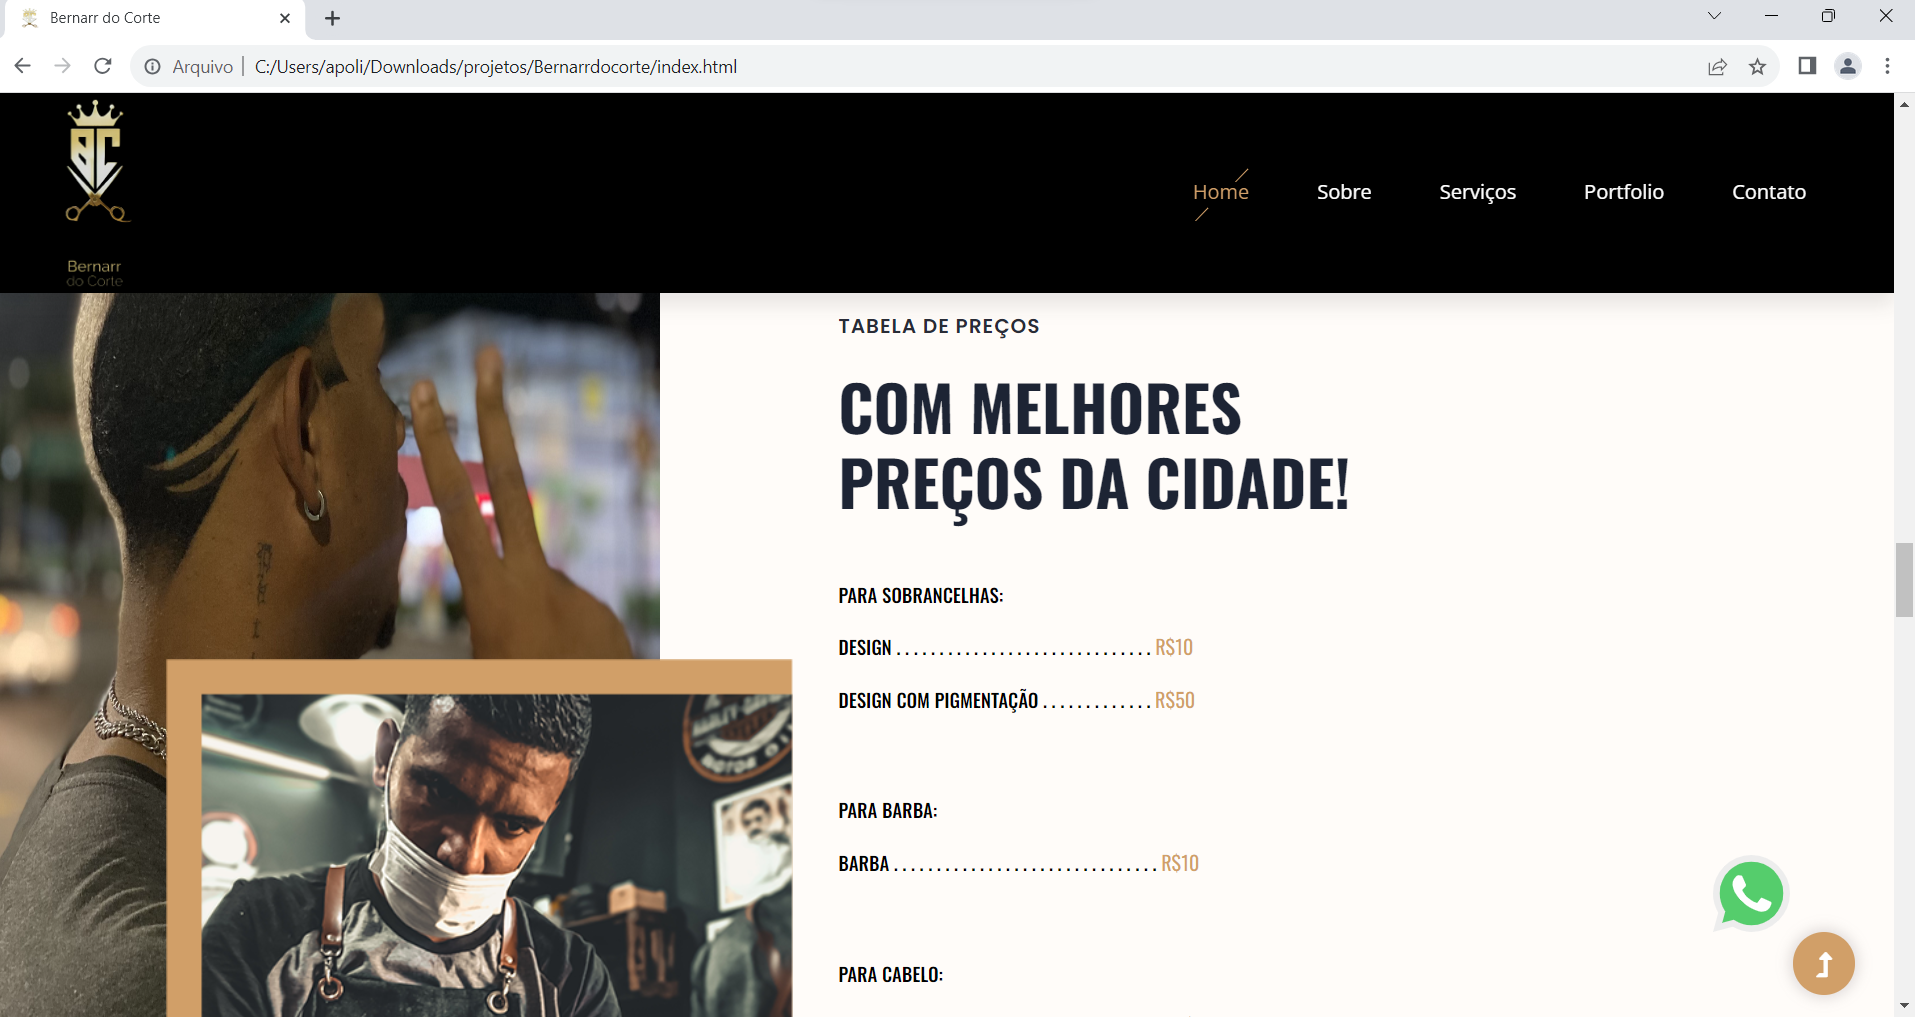 Bernarr do Corte
Arquivo C:/Users/apoli/Downloads/projetos/Bernarrdocorte/index.html
BC
Bernarr
do Corte
Home Sobre Serviços Portfolio Contato
TABELA DE PREÇOS
COM MELHORES
PREÇOS DA CIDADE!
PARA SOBRANCELHAS:
DESIGN . . . . . . . . . . . . . . . . . . . . . . . . . . . . . . R$10
DESIGN COM PIGMENTAÇÃO . . . . . . . . . . . . . R$50
PARA BARBA:
BARBA . . . . . . . . . . . . . . . . . . . . . . . . . . . . . . . R$10
PARA CABELO:
MOTOR